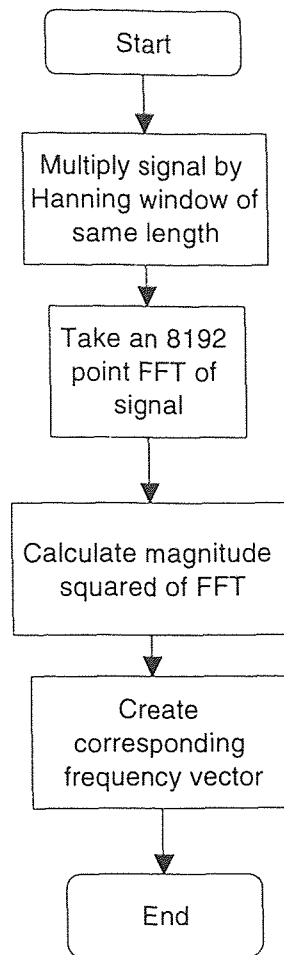 Start
Multiply signal by
Hanning window of
same length
Take an 8192
point FFT of
signal
Calculate magnitude
squared of FFT
Create
corresponding
frequency vector
End